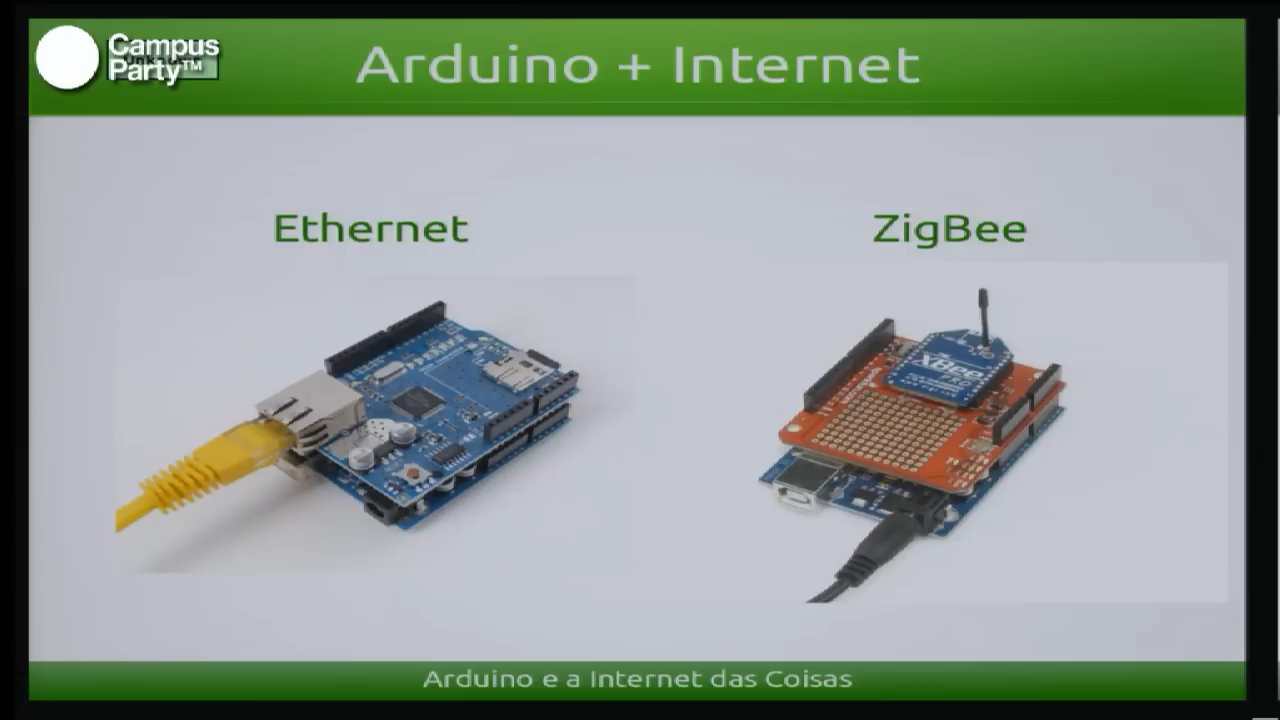 Campus
Party™
Arduino + Internet
Ethernet
ZigBee
XBee
Arduino e a Internet das Coisas